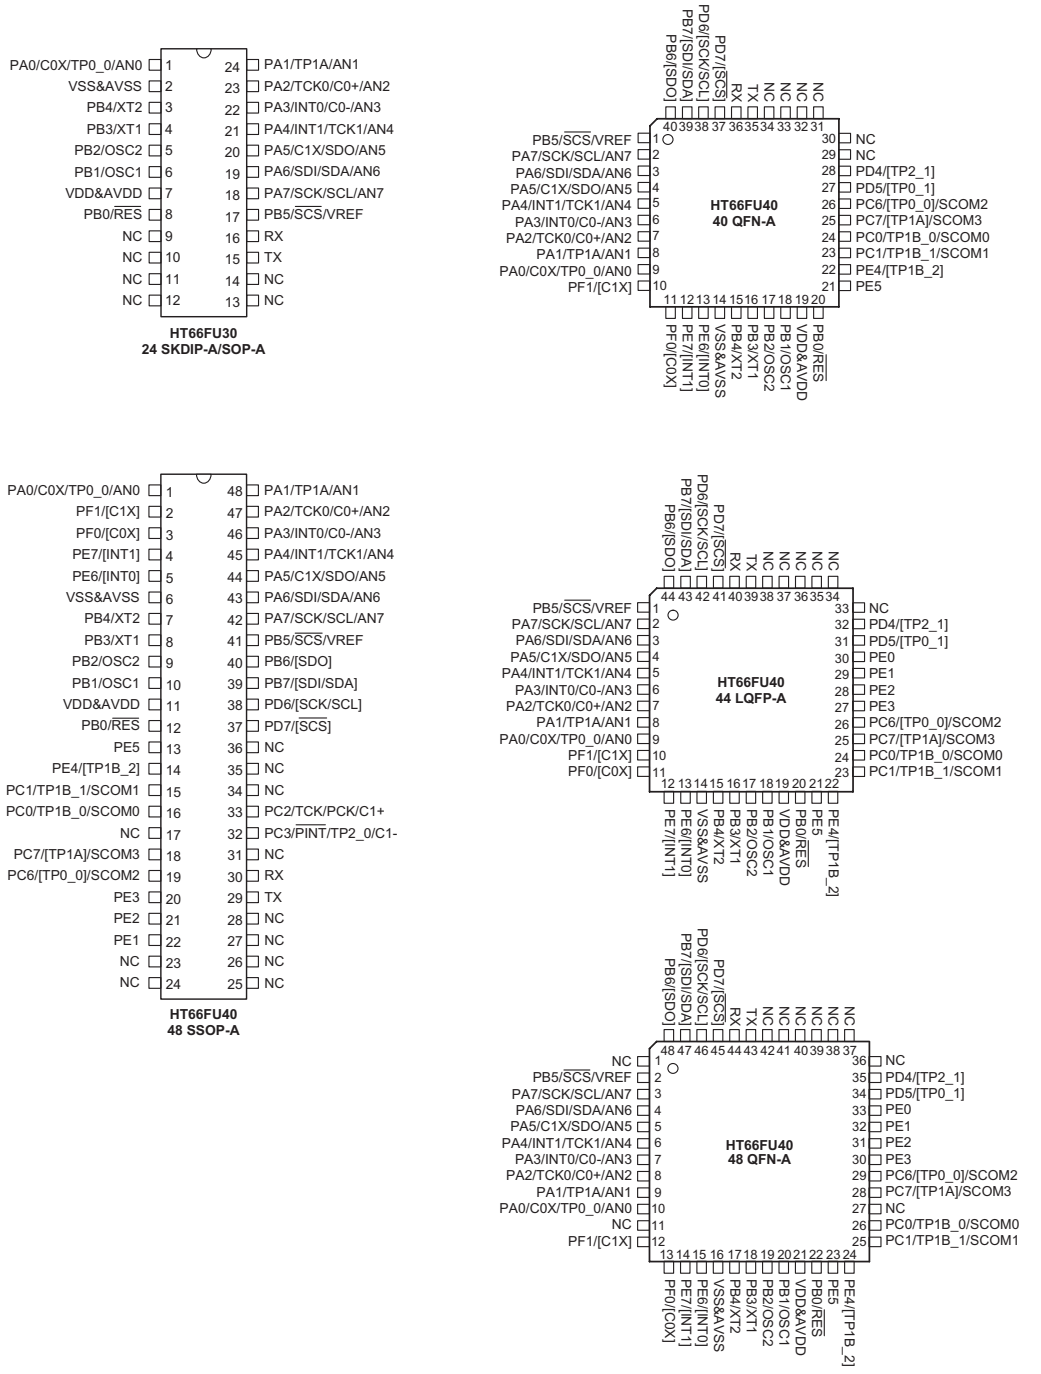 PA0/C0X/TP0_0/AN0 1 24 PA1/TP1A/AN1
VSS&AVSS 2 23 PA2/TCK0/C0+/AN2
PB4/XT2 3 22 PA3/INT0/C0-/AN3
PB3/XT1 4 21 PA4/INT1/TCK1/AN4
PB2/OSC2 5 20 PA5/C1X/SDO/AN5
PB1/OSC1 6 19 PA6/SDI/SDA/AN6
VDD&AVDD 7 18 PA7/SCK/SCL/AN7
PB0/RES 8 17 PB5/SCS/VREF
NC 9 16 RX
NC 10 15 TX
NC 11 14 NC
NC 12 13 NC
HT66FU30
24 SKDIP-A/SOP-A
PB6/[SDO]
PB7/[SDI/SDA]
PD6/[SCK/SCL]
PD7/[SCS]
RX
TX
NC
NC
NC
NC
40 39 38 37 36 35 34 33 32 31
PB5/SCS/VREF 1 30 NC
PA7/SCK/SCL/AN7 2 29 NC
PA6/SDI/SDA/AN6 3 28 PD4/[TP2_1]
PA5/C1X/SDO/AN5 4 27 PD5/[TP0_1]
PA4/INT1/TCK1/AN4 5 26 PC6/[TP0_0]/SCOM2
PA3/INT0/C0-/AN3 6 25 PC7/[TP1A]/SCOM3
PA2/TCK0/C0+/AN2 7 24 PC0/TP1B_0/SCOM0
PA1/TP1A/AN1 8 23 PC1/TP1B_1/SCOM1
PA0/C0X/TP0_0/AN0 9 22 PE4/[TP1B_2]
PF1/[C1X] 10 21 PE5
HT66FU40
40 QFN-A
11 12 13 14 15 16 17 18 19 20
PF0/[C0X]
PE7/[INT1]
PE6/[INT0]
VSS&AVSS
PB4/XT2
PB3/XT1
PB2/OSC2
PB1/OSC1
VDD&AVDD
PB0/RES
PA0/C0X/TP0_0/AN0 1 48 PA1/TP1A/AN1
PF1/[C1X] 2 47 PA2/TCK0/C0+/AN2
PF0/[C0X] 3 46 PA3/INT0/C0-/AN3
PE7/[INT1] 4 45 PA4/INT1/TCK1/AN4
PE6/[INT0] 5 44 PA5/C1X/SDO/AN5
VSS&AVSS 6 43 PA6/SDI/SDA/AN6
PB4/XT2 7 42 PA7/SCK/SCL/AN7
PB3/XT1 8 41 PB5/SCS/VREF
PB2/OSC2 9 40 PB6/[SDO]
PB1/OSC1 10 39 PB7/[SDI/SDA]
VDD&AVDD 11 38 PD6/[SCK/SCL]
PB0/RES 12 37 PD7/[SCS]
PE5 13 36 NC
PE4/[TP1B_2] 14 35 NC
PC1/TP1B_1/SCOM1 15 34 NC
PC0/TP1B_0/SCOM0 16 33 PC2/TCK/PCK/C1+
NC 17 32 PC3/PINT/TP2_0/C1-
PC7/[TP1A]/SCOM3 18 31 NC
PC6/[TP0_0]/SCOM2 19 30 RX
PE3 20 29 TX
PE2 21 28 NC
PE1 22 27 NC
NC 23 26 NC
NC 24 25 NC
HT66FU40
48 SSOP-A
PB6/[SDO]
PB7/[SDI/SDA]
PD6/[SCK/SCL]
PD7/[SCS]
RX
TX
NC
NC
NC
NC
NC
44 43 42 41 40 39 38 37 36 35 34
PB5/SCS/VREF 1 33 NC
PA7/SCK/SCL/AN7 2 32 PD4/[TP2_1]
PA6/SDI/SDA/AN6 3 31 PD5/[TP0_1]
PA5/C1X/SDO/AN5 4 30 PE0
PA4/INT1/TCK1/AN4 5 29 PE1
PA3/INT0/C0-/AN3 6 28 PE2
PA2/TCK0/C0+/AN2 7 27 PE3
PA1/TP1A/AN1 8 26 PC6/[TP0_0]/SCOM2
PA0/C0X/TP0_0/AN0 9 25 PC7/[TP1A]/SCOM3
PF1/[C1X] 10 24 PC0/TP1B_0/SCOM0
PF0/[C0X] 11 23 PC1/TP1B_1/SCOM1
HT66FU40
44 LQFP-A
12 13 14 15 16 17 18 19 20 21 22
PE7/[INT1]
PE6/[INT0]
VSS&AVSS
PB4/XT2
PB3/XT1
PB2/OSC2
PB1/OSC1
VDD&AVDD
PB0/RES
PE5
PE4/[TP1B_2]
PB6/[SDO]
PB7/[SDI/SDA]
PD6/[SCK/SCL]
PD7/[SCS]
RX
TX
NC
NC
NC
NC
NC
NC
48 47 46 45 44 43 42 41 40 39 38 37
NC 1 36 NC
PB5/SCS/VREF 2 35 PD4/[TP2_1]
PA7/SCK/SCL/AN7 3 34 PD5/[TP0_1]
PA6/SDI/SDA/AN6 4 33 PE0
PA5/C1X/SDO/AN5 5 32 PE1
PA4/INT1/TCK1/AN4 6 31 PE2
PA3/INT0/C0-/AN3 7 30 PE3
PA2/TCK0/C0+/AN2 8 29 PC6/[TP0_0]/SCOM2
PA1/TP1A/AN1 9 28 PC7/[TP1A]/SCOM3
PA0/C0X/TP0_0/AN0 10 27 NC
NC 11 26 PC0/TP1B_0/SCOM0
PF1/[C1X] 12 25 PC1/TP1B_1/SCOM1
HT66FU40
48 QFN-A
13 14 15 16 17 18 19 20 21 22 23 24
PF0/[C0X]
PE7/[INT1]
PE6/[INT0]
VSS&AVSS
PB4/XT2
PB3/XT1
PB2/OSC2
PB1/OSC1
VDD&AVDD
PB0/RES
PE5
PE4/[TP1B_2]